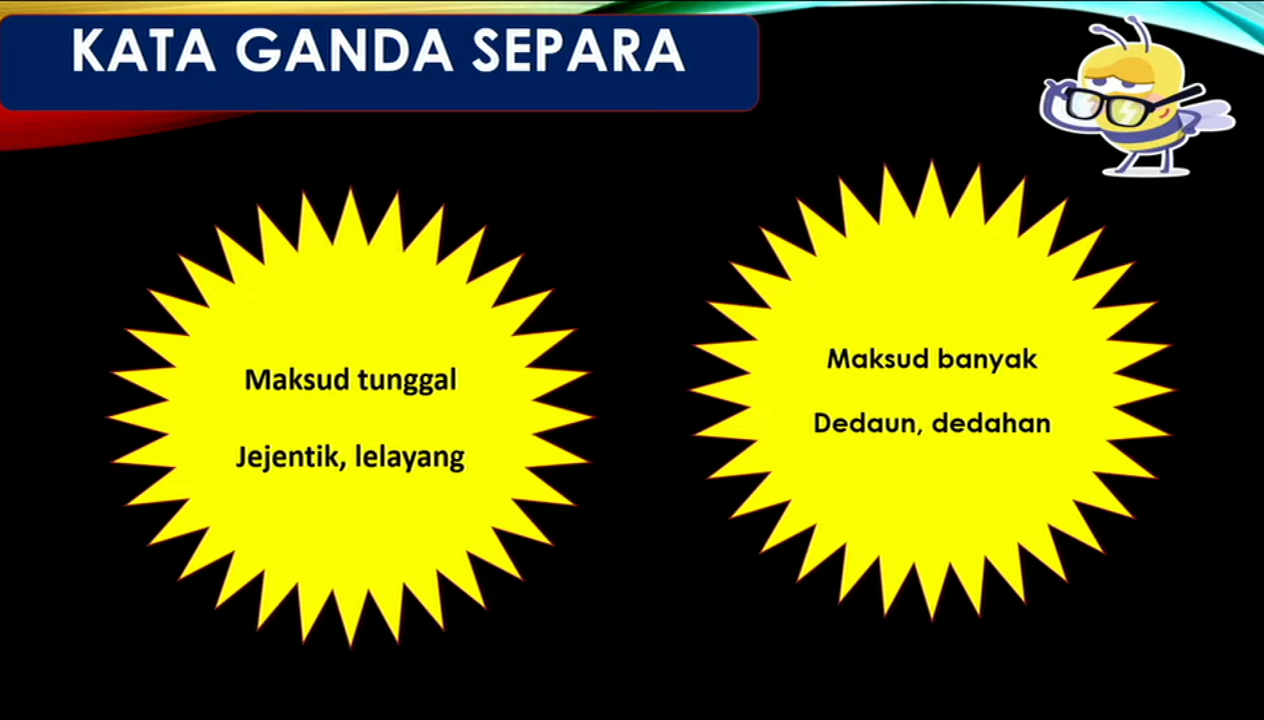 KATA GANDA SEPARA
Maksud tunggal
Jejentik, lelayang
Maksud banyak
Dedaun, dedahan